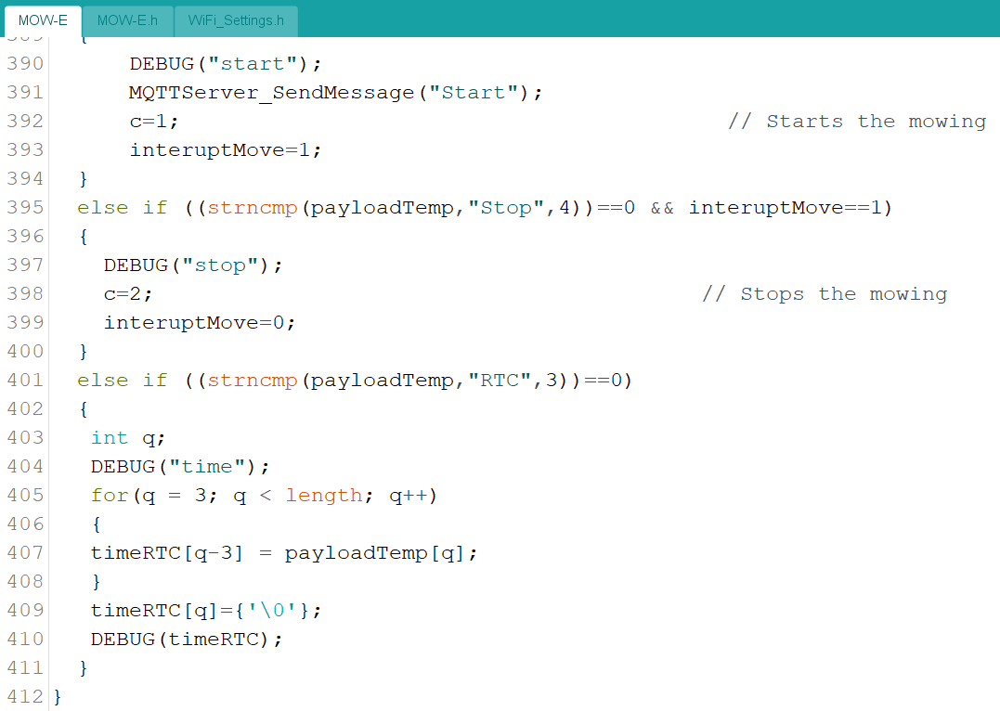 MOW-E MOW-E.h WiFi_Settings.h
389 {
390 DEBUG("start");
391 MQTTServer_SendMessage("Start");
392 c=1; // Starts the mowing
393 interuptMove=1;
394 }
395 else if ((strncmp(payloadTemp,"Stop",4))==0 && interuptMove==1)
396 {
397 DEBUG("stop");
398 c=2; // Stops the mowing
399 interuptMove=0;
400 }
401 else if ((strncmp(payloadTemp,"RTC",3))==0)
402 {
403 int q;
404 DEBUG("time");
405 for(q = 3; q < length; q++)
406 {
407 timeRTC[q-3] = payloadTemp[q];
408 }
409 timeRTC[q]={'\0'};
410 DEBUG(timeRTC);
411 }
412 }